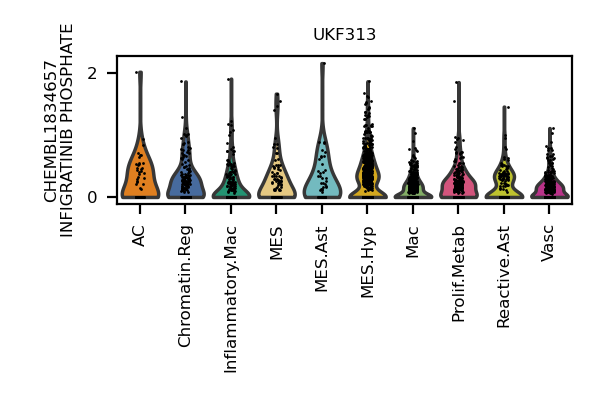 UKF313
CHEMBL1834657
INFIGRATINIB PHOSPHATE
2
0
AC
Chromatin.Reg
Inflammatory.Mac
MES
MES.Ast
MES.Hyp
Mac
Prolif.Metab
Reactive.Ast
Vasc